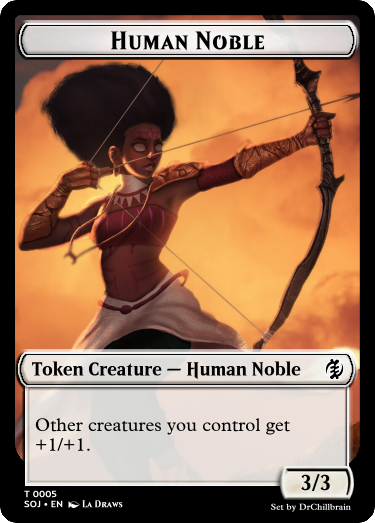 Human Noble
Token Creature — Human Noble
Other creatures you control get
+1/+1.
3/3
T 0005
SOJ • EN La Draws
Set by DrChillbrain